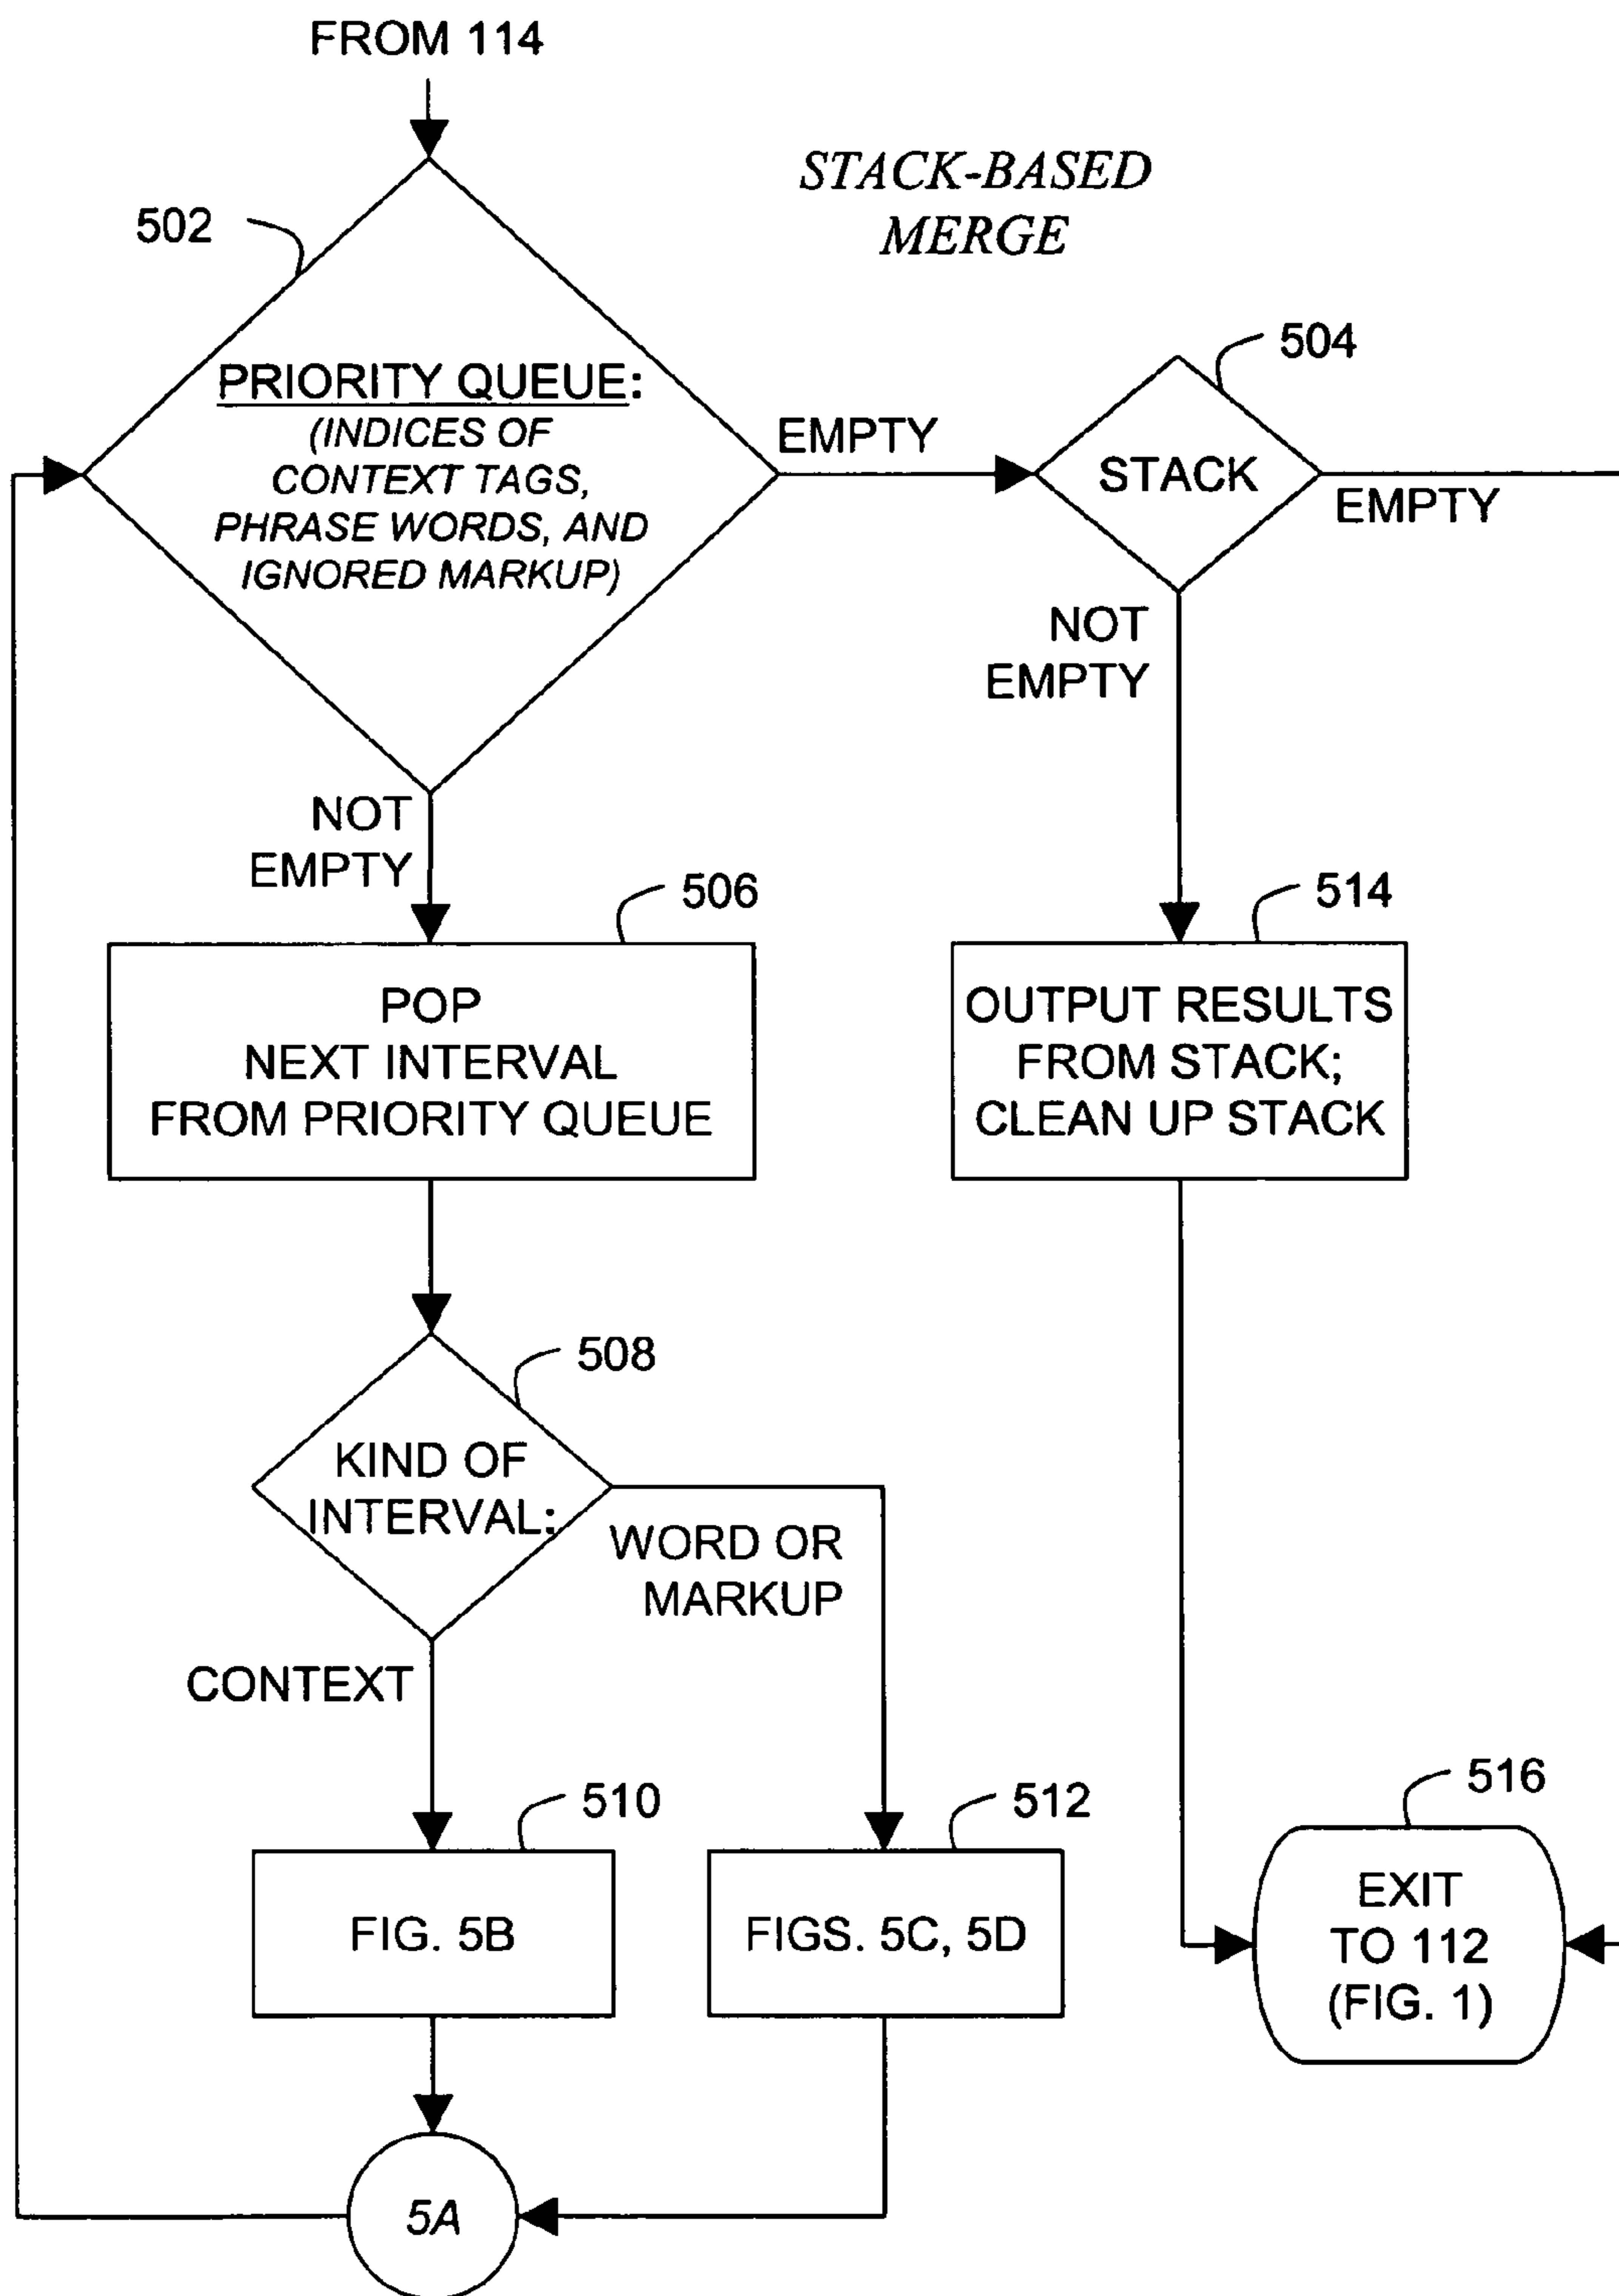 FROM 114
STACK-BASED
MERGE
502
504
PRIORITY QUEUE:
(INDICES OF
CONTEXT TAGS,
PHRASE WORDS, AND
IGNORED MARKUP)
EMPTY
STACK
EMPTY
NOT
EMPTY
NOT
EMPTY
506
514
POP
NEXT INTERVAL
FROM PRIORITY QUEUE
OUTPUT RESULTS
FROM STACK;
CLEAN UP STACK
508
KIND OF
INTERVAL:
WORD OR
MARKUP
CONTEXT
510
512
516
FIG. 5B
FIGS. 5C, 5D
EXIT
TO 112
(FIG. 1)
5A